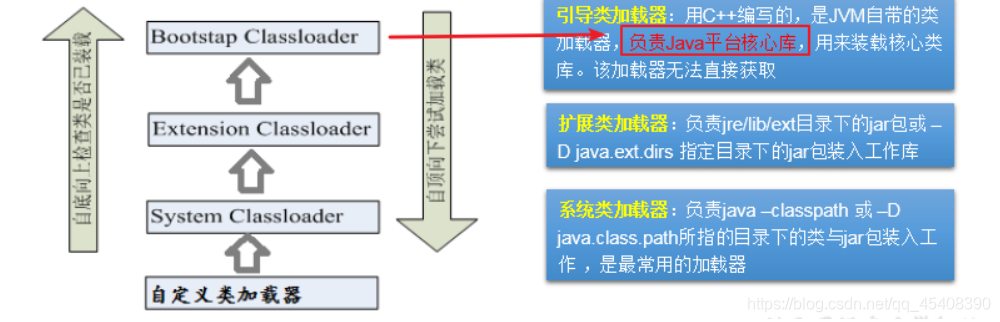 自底向上检查类是否已装载
Bootstap Classloader
Extension Classloader
System Classloader
自定义类加载器
自顶向下尝试加载类
引导类加载器：用C++编写的，是JVM自带的类
加载器，负责Java平台核心库，用来装载核心类
库。该加载器无法直接获取
扩展类加载器：负责jre/lib/ext目录下的jar包或 –
D java.ext.dirs 指定目录下的jar包装入工作库
系统类加载器：负责java –classpath 或 –D
java.class.path所指的目录下的类与jar包装入工
作 ，是最常用的加载器
https://blog.csdn.net/qq_45408390